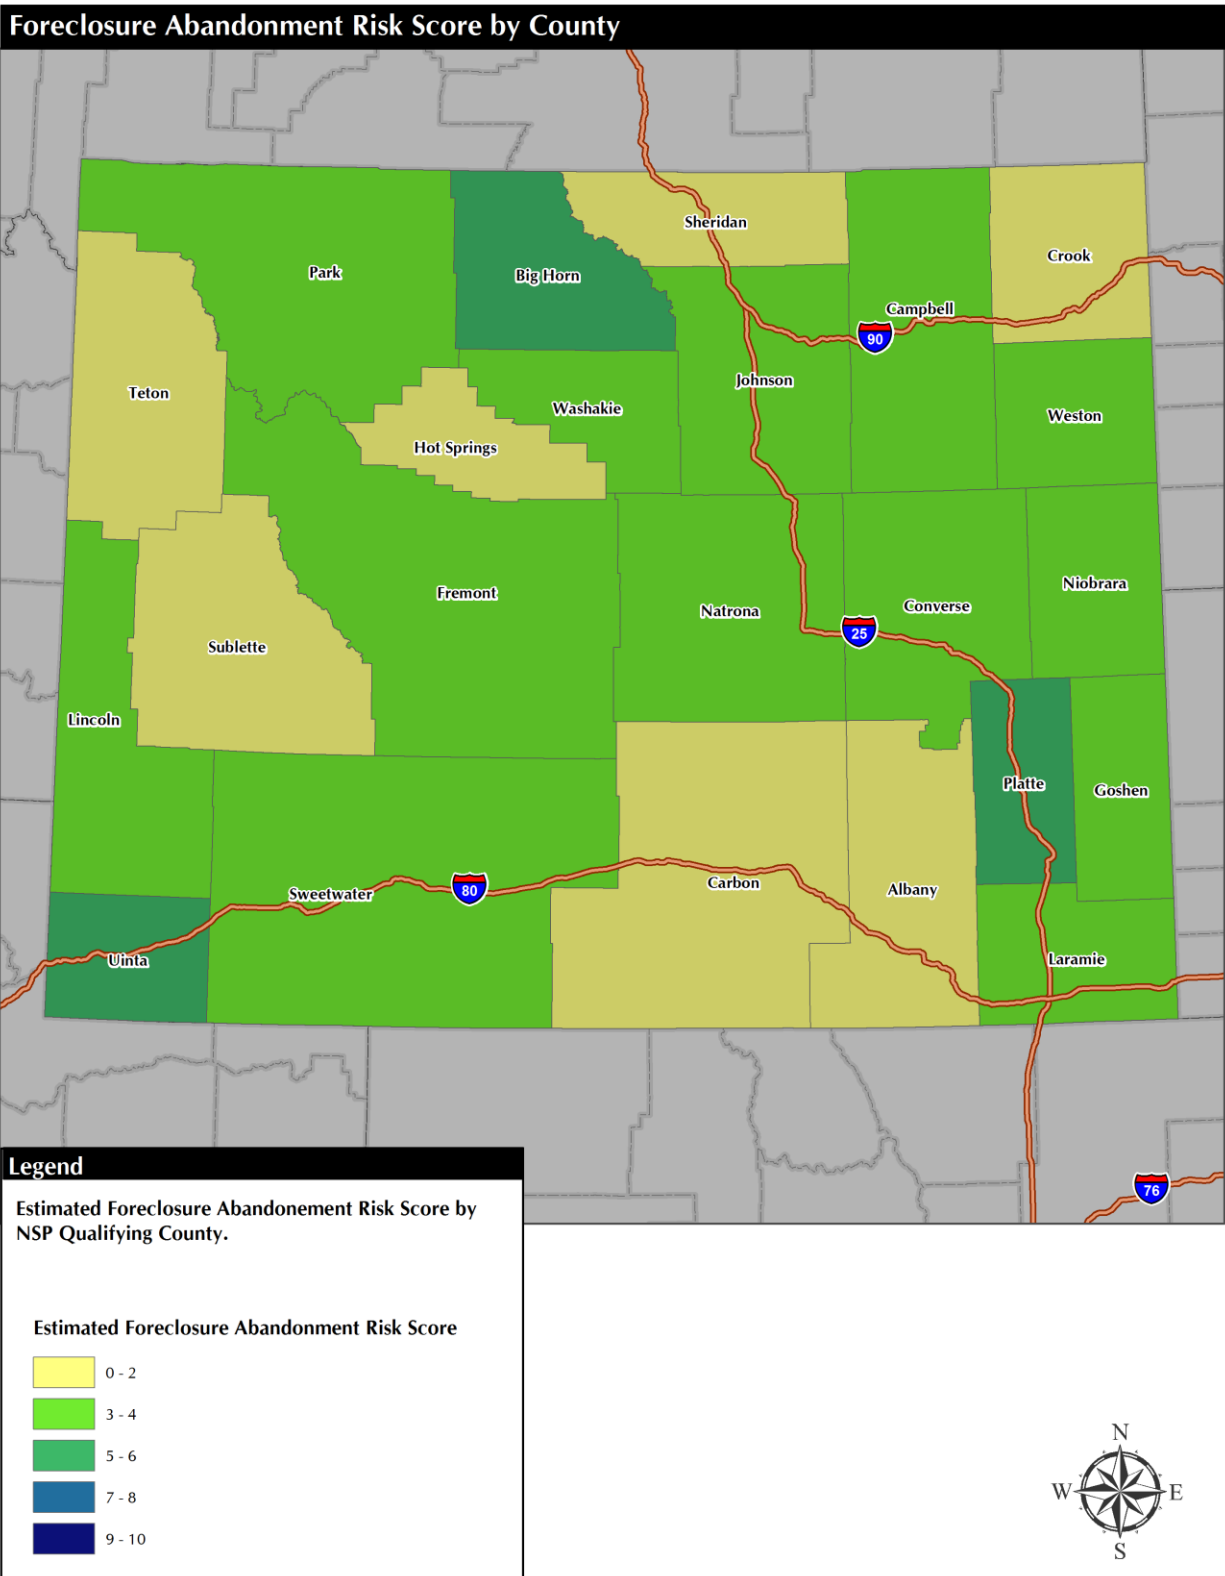 Foreclosure Abandonment Risk Score by County
Sheridan
Crook
Park
Big Horn
Campbell
90
Johnson
Teton
Washakie
Weston
Hot Springs
Niobrara
Fremont
Converse
Natrona
25
Sublette
Lincoln
Platte
Goshen
Carbon
Albany
Sweetwater
80
Uinta
Laramie
76
Legend
Estimated Foreclosure Abandonement Risk Score by
NSP Qualifying County.
Estimated Foreclosure Abandonment Risk Score
0 - 2
3 - 4
5 - 6
7 - 8
9 - 10
N
W
E
S